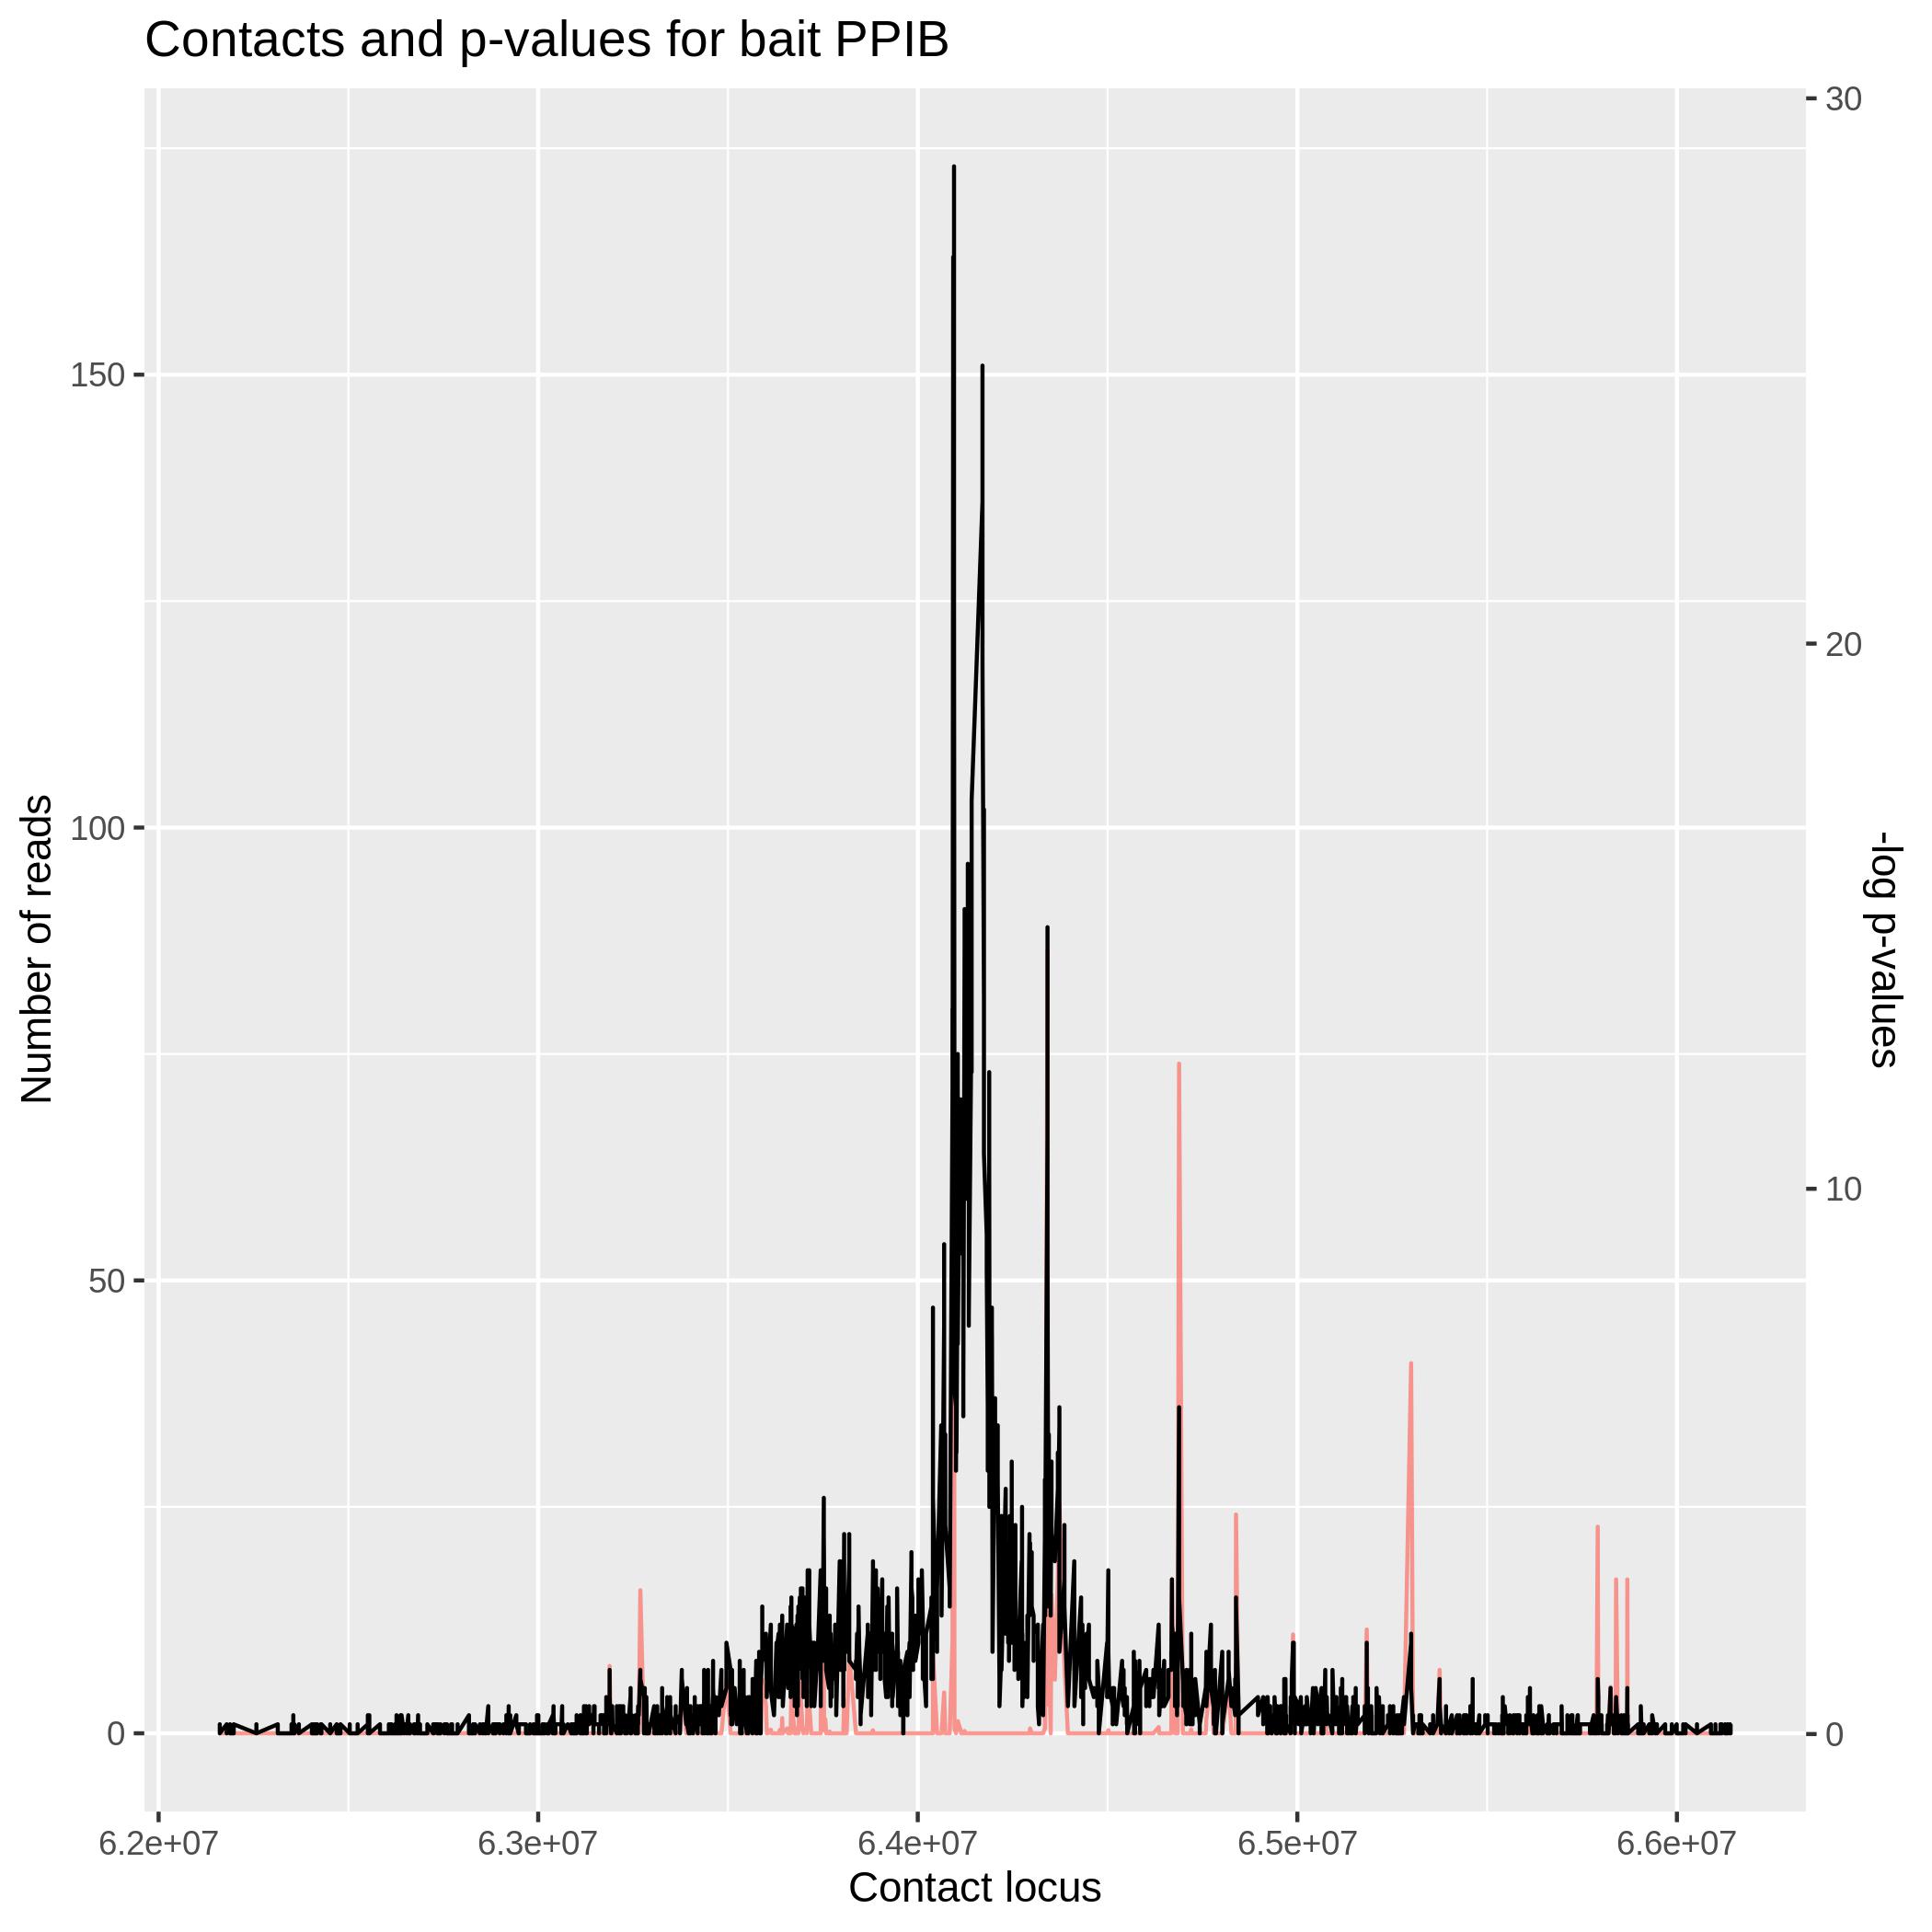 Contacts and p-values for bait PPIB
30
150
20
Number of reads
100
-log p-values
10
50
0
0
6.2e+07
6.3e+07
6.4e+07
6.5e+07
6.6e+07
Contact locus